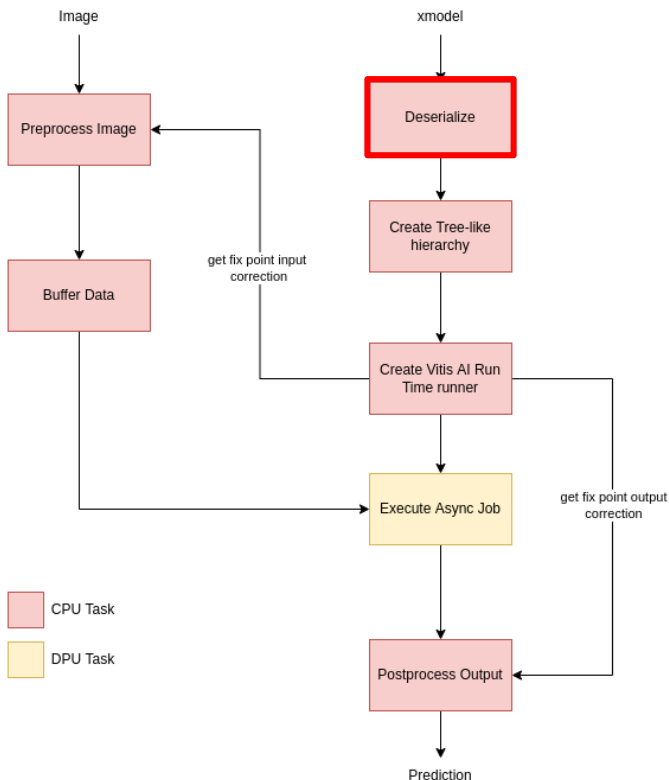 Image
xmodel
Preprocess Image
Deserialize
Create Tree-like
hierarchy
get fix point input
correction
Buffer Data
Create Vitis AI Run
Time runner
Execute Async Job
get fix point output
correction
CPU Task
DPU Task
Postprocess Output
Prediction